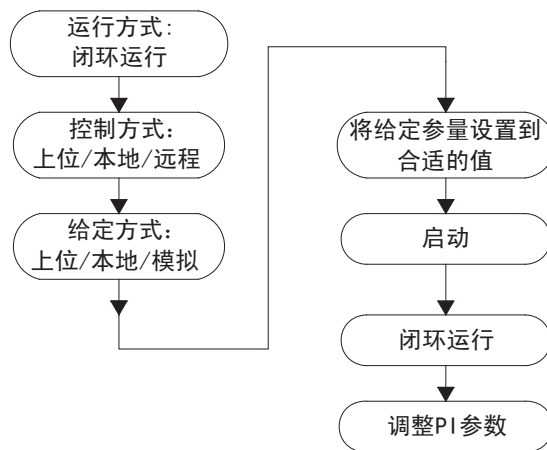 运行方式:
闭环运行
控制方式:
上位/本地/远程
给定方式:
上位/本地/模拟
将给定参量设置到
合适的值
启动
闭环运行
调整PI参数